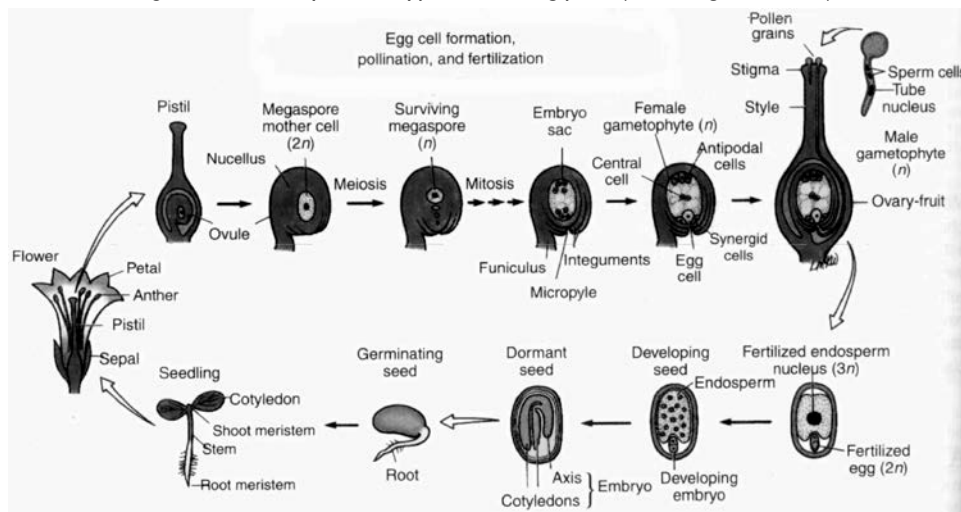 Egg cell formation,
pollination, and fertilization
Pollen
grains
Stigma
Sperm cells
Tube
nucleus
Style
Male
gametophyte
(n)
Ovary-fruit
Pistil
Ovule
Megaspore
mother cell
(2n)
Nucellus
Meiosis
Surviving
megaspore
(n)
Mitosis
Embryo
sac
Funiculus
Integuments
Micropyle
Female
gametophyte (n)
Central
cell
Antipodal
cells
Synergid
cells
Egg
cell
Flower
Petal
Anther
Pistil
Sepal
Seedling
Cotyledon
Shoot meristem
Stem
Root meristem
Germinating
seed
Root
Dormant
seed
Axis
Cotyledons
Embryo
Developing
seed
Endosperm
Developing
embryo
Fertilized endosperm
nucleus (3n)
Fertilized
egg (2n)